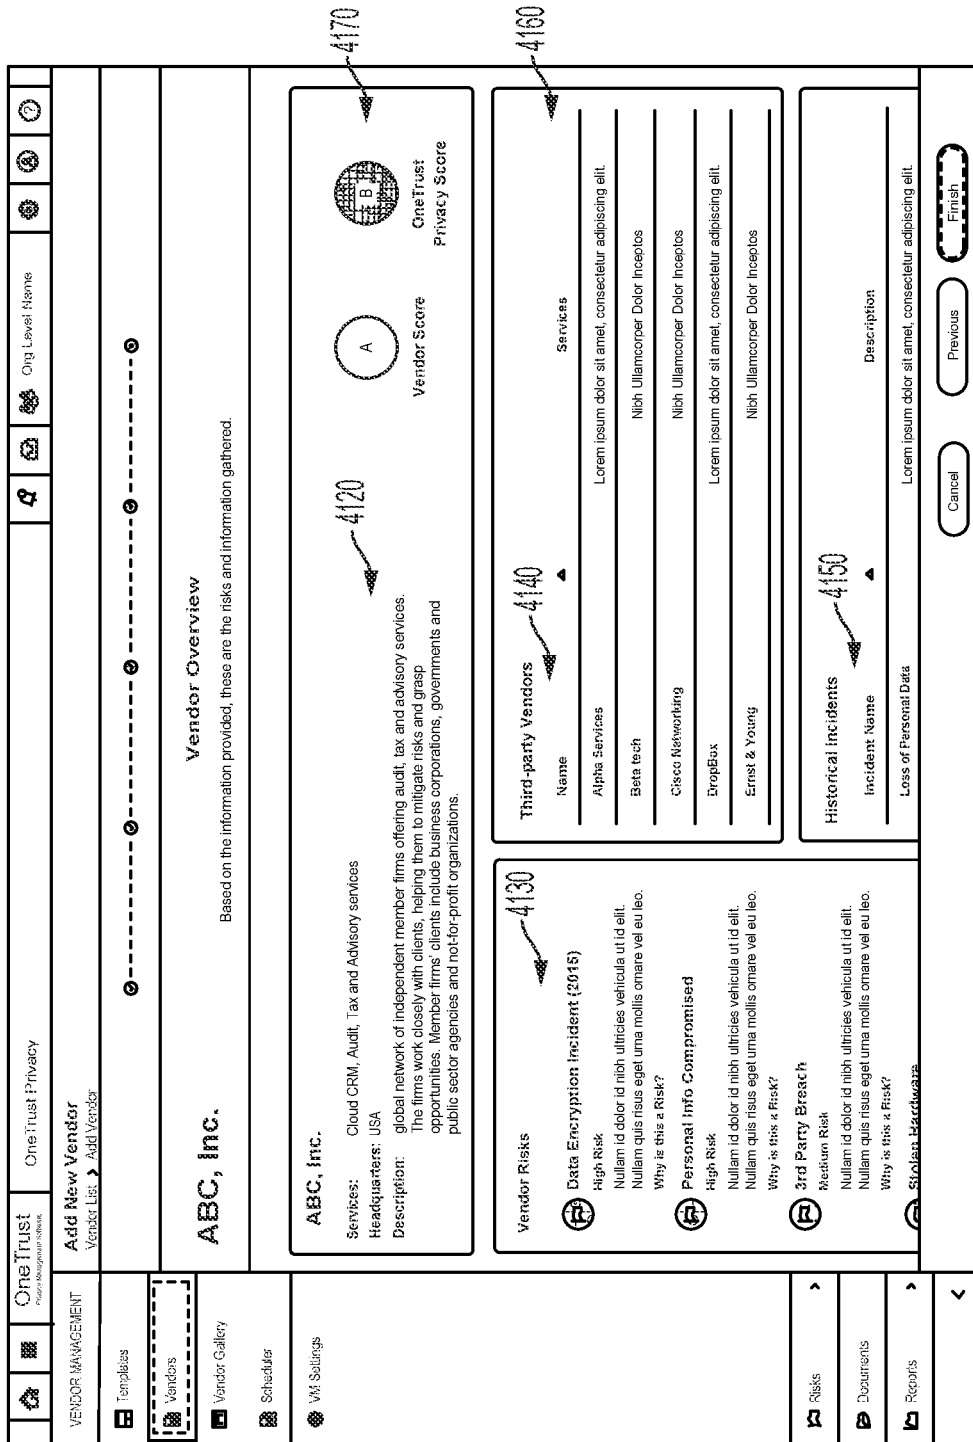 OneTrust
OneTrust Privacy
Org Level Name
VENDOR MANAGEMENT
Templates
Vendors
Vendor Gallery
Scheduler
VM Settings
Risks
Documents
Reports
Add New Vendor
Vendor List > Add Vendor
ABC, Inc.
Vendor Overview
Based on the information provided, these are the risks and information gathered.
ABC, Inc.
Services: Cloud CRM, Audit, Tax and Advisory services
Headquarters: USA
Description: global network of independent member firms offering audit, tax and advisory services.
The firms work closely with clients, helping them to mitigate risks and grasp
opportunities. Member firms' clients include business corporations, governments and
public sector agencies and not-for-profit organizations.
4120
A
Vendor Score
B
OneTrust
Privacy Score
4170
Vendor Risks
4130
Data Encryption Incident (2015)
High Risk
Nullam id dolor id nibh ultricies vehicula ut id elit.
Nullam quis risus eget urna mollis ornare vel eu leo.
Why is this a Risk?
Personal Info Compromised
High Risk
Nullam id dolor id nibh ultricies vehicula ut id elit.
Nullam quis risus eget urna mollis ornare vel eu leo.
Why is this a Risk?
3rd Party Breach
Medium Risk
Nullam id dolor id nibh ultricies vehicula ut id elit.
Nullam quis risus eget urna mollis ornare vel eu leo.
Why is this a Risk?
Stolen Hardware
Third-party Vendors
4140
4160
Name Services
Alpha Services Lorem ipsum dolor sit amet, consectetur adipiscing elit.
Beta tech Nibh Ullamcorper Dolor Inceptos
Cisco Networking Nibh Ullamcorper Dolor Inceptos
DropBox Lorem ipsum dolor sit amet, consectetur adipiscing elit.
Ernst & Young Nibh Ullamcorper Dolor Inceptos
Historical Incidents
4150
Incident Name Description
Loss of Personal Data Lorem ipsum dolor sit amet, consectetur adipiscing elit.
Cancel
Previous
Finish